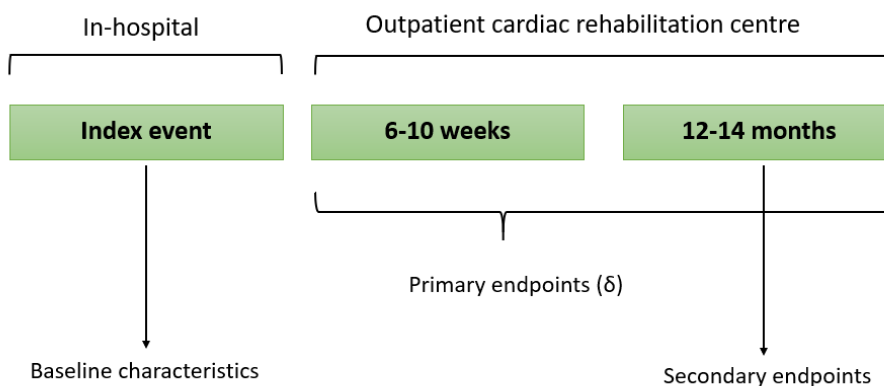 In-hospital
Outpatient cardiac rehabilitation centre
Index event
6-10 weeks
12-14 months
Primary endpoints (δ)
Baseline characteristics
Secondary endpoints